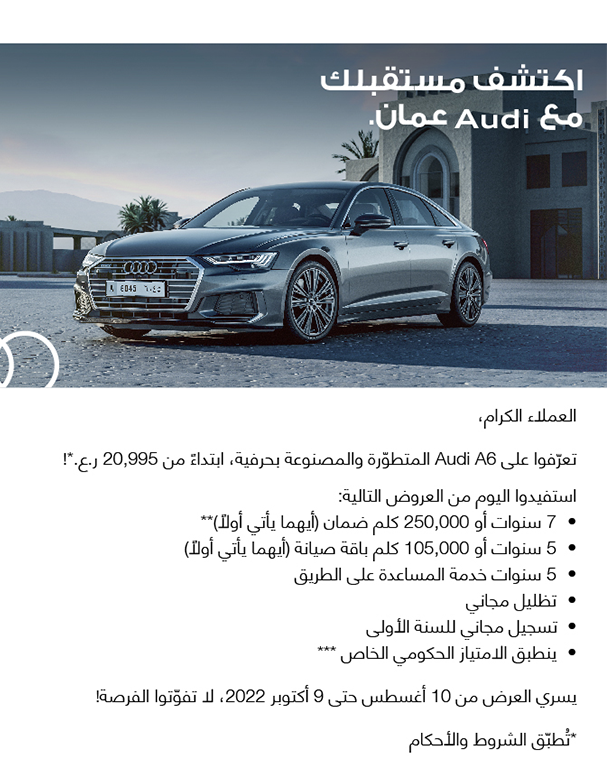 اكتشف مستقبلك
مع Audi عمان.
K 6045 ٦٠٤٥
العملاء الكرام،
تعرّفوا على Audi A6 المتطوّرة والمصنوعة بحرفية، ابتداءً من 20,995 ر.ع.*!
استفيدوا اليوم من العروض التالية:
• 7 سنوات أو 250,000 كلم ضمان (أيهما يأتي أولاً)**
• 5 سنوات أو 105,000 كلم باقة صيانة (أيهما يأتي أولاً)
• 5 سنوات خدمة المساعدة على الطريق
• تظليل مجاني
• تسجيل مجاني للسنة الأولى
• ينطبق الامتياز الحكومي الخاص ***
يسري العرض من 10 أغسطس حتى 9 أكتوبر 2022، لا تفوّتوا الفرصة!
*تُطبّق الشروط والأحكام